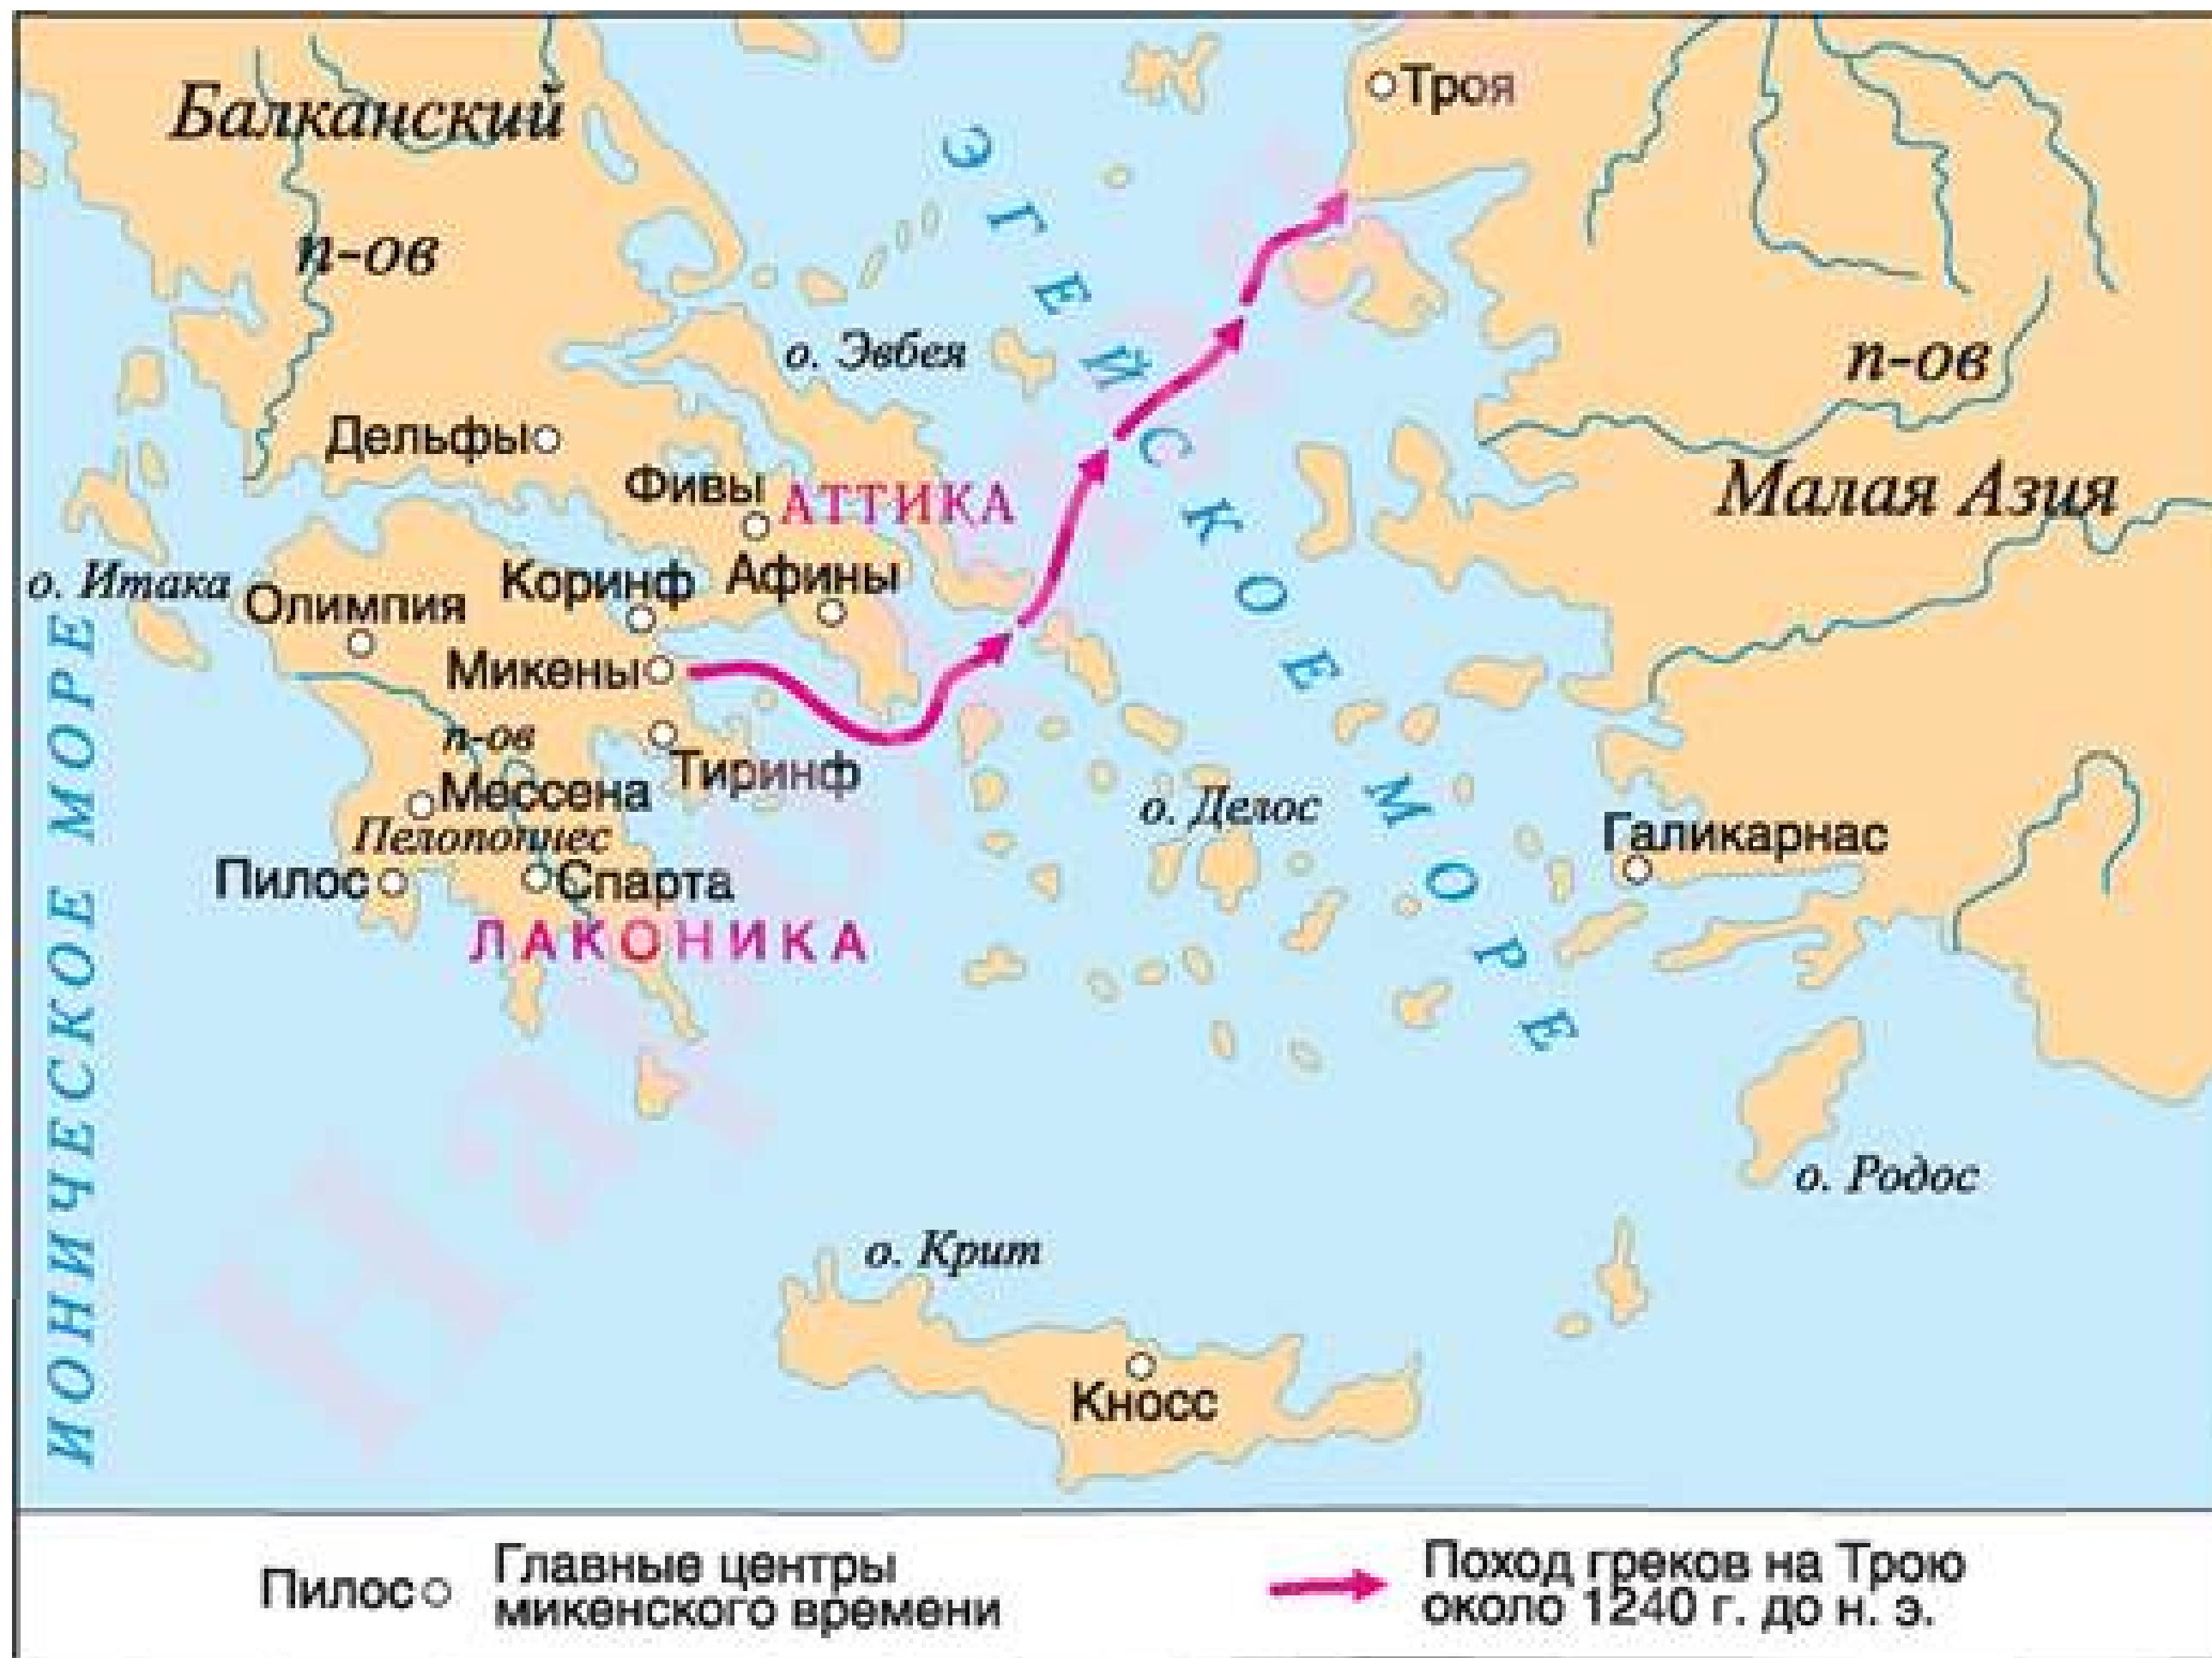 Балканский
п-ов
Троя
ЭГЕЙСКОЕ МОРЕ
о. Эвбея
п-ов
Малая Азия
Дельфы
Фивы
АТТИКА
о. Итака
Олимпия
Коринф
Афины
Микены
п-ов
Тиринф
Мессена
Пелопоннес
Пилос
Спарта
ЛАКОНИКА
о. Делос
Галикарнас
ИОНИЧЕСКОЕ МОРЕ
о. Родос
о. Крит
Кносс
Пилос
Главные центры
микенского времени
Поход греков на Трою
около 1240 г. до н. э.